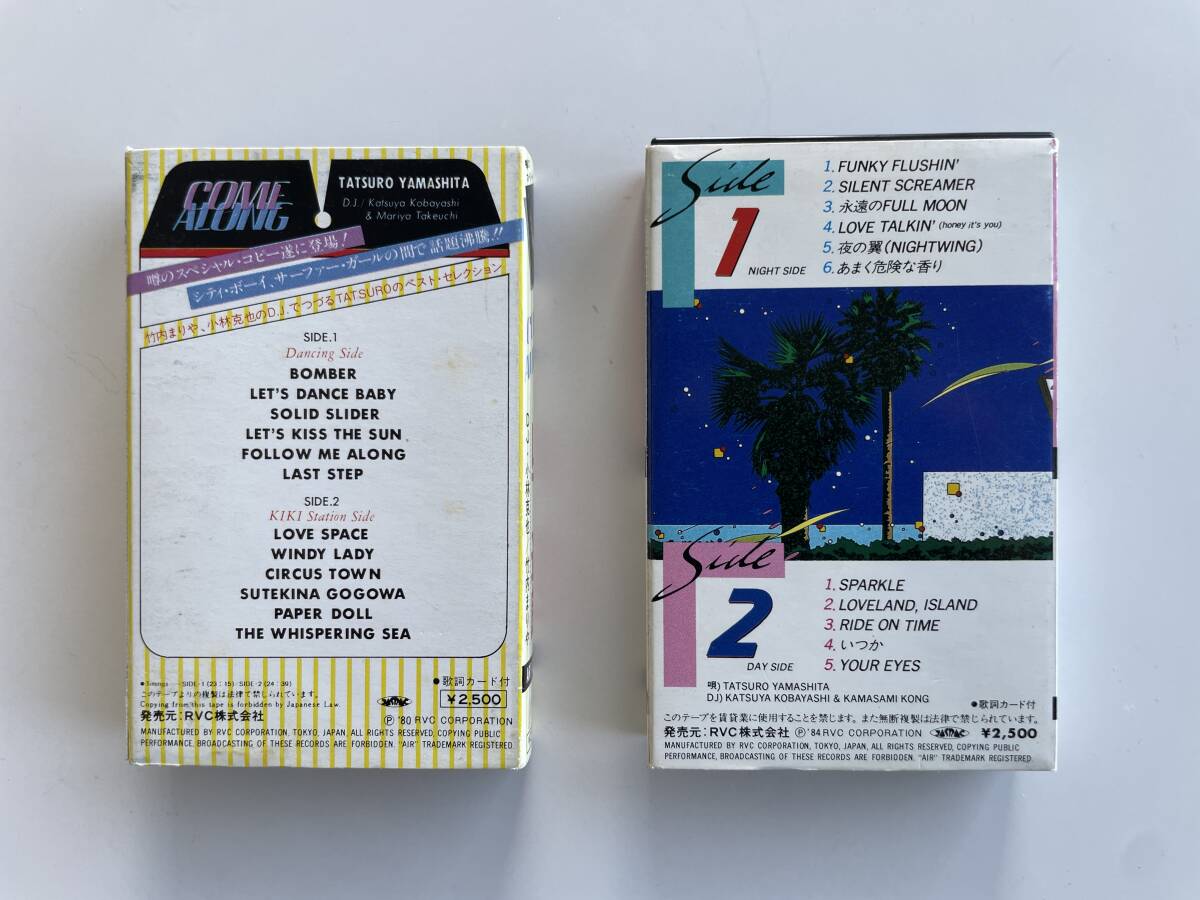 COME ALONG
TATSURO YAMASHITA
D.J./ Katsuya Kobayashi
& Mariya Takeuchi
噂のスペシャル・コピー遂に登場!
シティ・ボーイ、サーファー・ガールの間で話題沸騰!!
竹内まりや、小林克也のD.J.でつづるTATSUROのベスト・セレクション
SIDE.1
Dancing Side
BOMBER
LET'S DANCE BABY
SOLID SLIDER
LET'S KISS THE SUN
FOLLOW ME ALONG
LAST STEP
SIDE.2
KIKI Station Side
LOVE SPACE
WINDY LADY
CIRCUS TOWN
SUTEKINA GOGOWA
PAPER DOLL
THE WHISPERING SEA
●Timings SIDE-1(23:15) SIDE-2(24:39)
このテープよりの複製は法律で禁じられています。
Copying from this tape is forbidden by Japanese Law.
発売元:RVC株式会社
●歌詞カード付
¥2,500
Ⓟ'80 RVC CORPORATION
MANUFACTURED BY RVC CORPORATION, TOKYO, JAPAN, ALL RIGHTS RESERVED, COPYING PUBLIC
PERFORMANCE, BROADCASTING OF THESE RECORDS ARE FORBIDDEN. "AIR" TRADEMARK REGISTERED.
Side
1
NIGHT SIDE
1. FUNKY FLUSHIN'
2. SILENT SCREAMER
3. 永遠のFULL MOON
4. LOVE TALKIN' (honey it's you)
5. 夜の翼(NIGHTWING)
6. あまく危険な香り
Side
2
DAY SIDE
1. SPARKLE
2. LOVELAND, ISLAND
3. RIDE ON TIME
4. いつか
5. YOUR EYES
唄) TATSURO YAMASHITA
DJ) KATSUYA KOBAYASHI & KAMASAMI KONG
●歌詞カード付
このテープを賃貸業に使用することを禁じます。また無断複製は法律で禁じられています。
発売元:RVC株式会社 Ⓟ'84 RVC CORPORATION ¥2,500
MANUFACTURED BY RVC CORPORATION, TOKYO, JAPAN, ALL RIGHTS RESERVED, COPYING PUBLIC
PERFORMANCE, BROADCASTING OF THESE RECORDS ARE FORBIDDEN, "AIR" TRADEMARK REGISTERED.